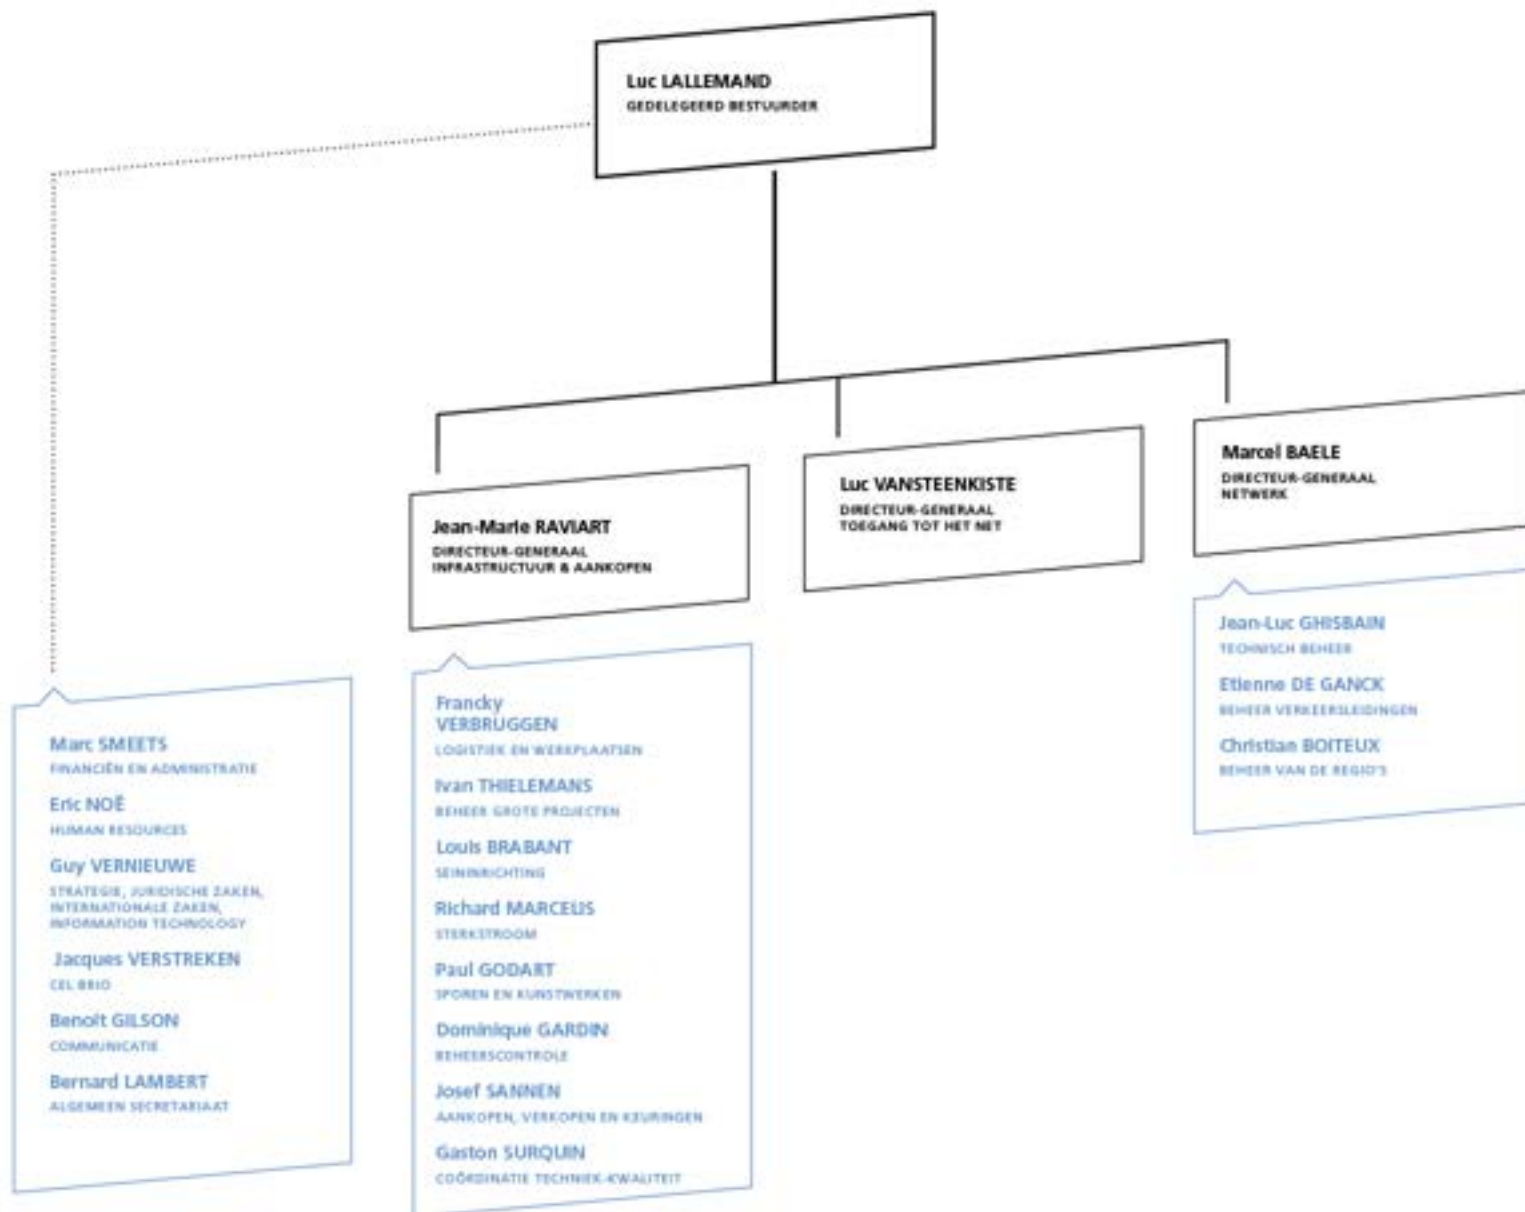 Luc LALLEMAND
GEDELEGEERD BESTUURDER
Jean-Marie RAVIART
DIRECTEUR-GENERAAL
INFRASTRUCTUUR & AANKOPEN
Luc VANSTEENKISTE
DIRECTEUR-GENERAAL
TOEGANG TOT HET NET
Marcel BAELE
DIRECTEUR-GENERAAL
NETWERK
Marc SMEETS
FINANCIËN EN ADMINISTRATIE
Eric NOË
HUMAN RESOURCES
Guy VERNIEUWE
STRATEGIE, JURIDISCHE ZAKEN,
INTERNATIONALE ZAKEN,
INFORMATION TECHNOLOGY
Jacques VERSTREKEN
CEL BRIO
Benoît GILSON
COMMUNICATIE
Bernard LAMBERT
ALGEMEEN SECRETARIAAT
Francky
VERBRUGGEN
LOGISTIEK EN WERKPLAATSEN
Ivan THIELEMANS
BEHEER GROTE PROJECTEN
Louis BRABANT
SEININRICHTING
Richard MARCELIS
STERKSTROOM
Paul GODART
SPOREN EN KUNSTWERKEN
Dominique GARDIN
BEHEERSCONTROLE
Josef SANNEN
AANKOPEN, VERKOPEN EN KEURINGEN
Gaston SURQUIN
COÖRDINATIE TECHNIEK-KWALITEIT
Jean-Luc GHISBAIN
TECHNISCH BEHEER
Etienne DE GANCK
BEHEER VERKEERSLEIDINGEN
Christian BOITEUX
BEHEER VAN DE REGIO'S